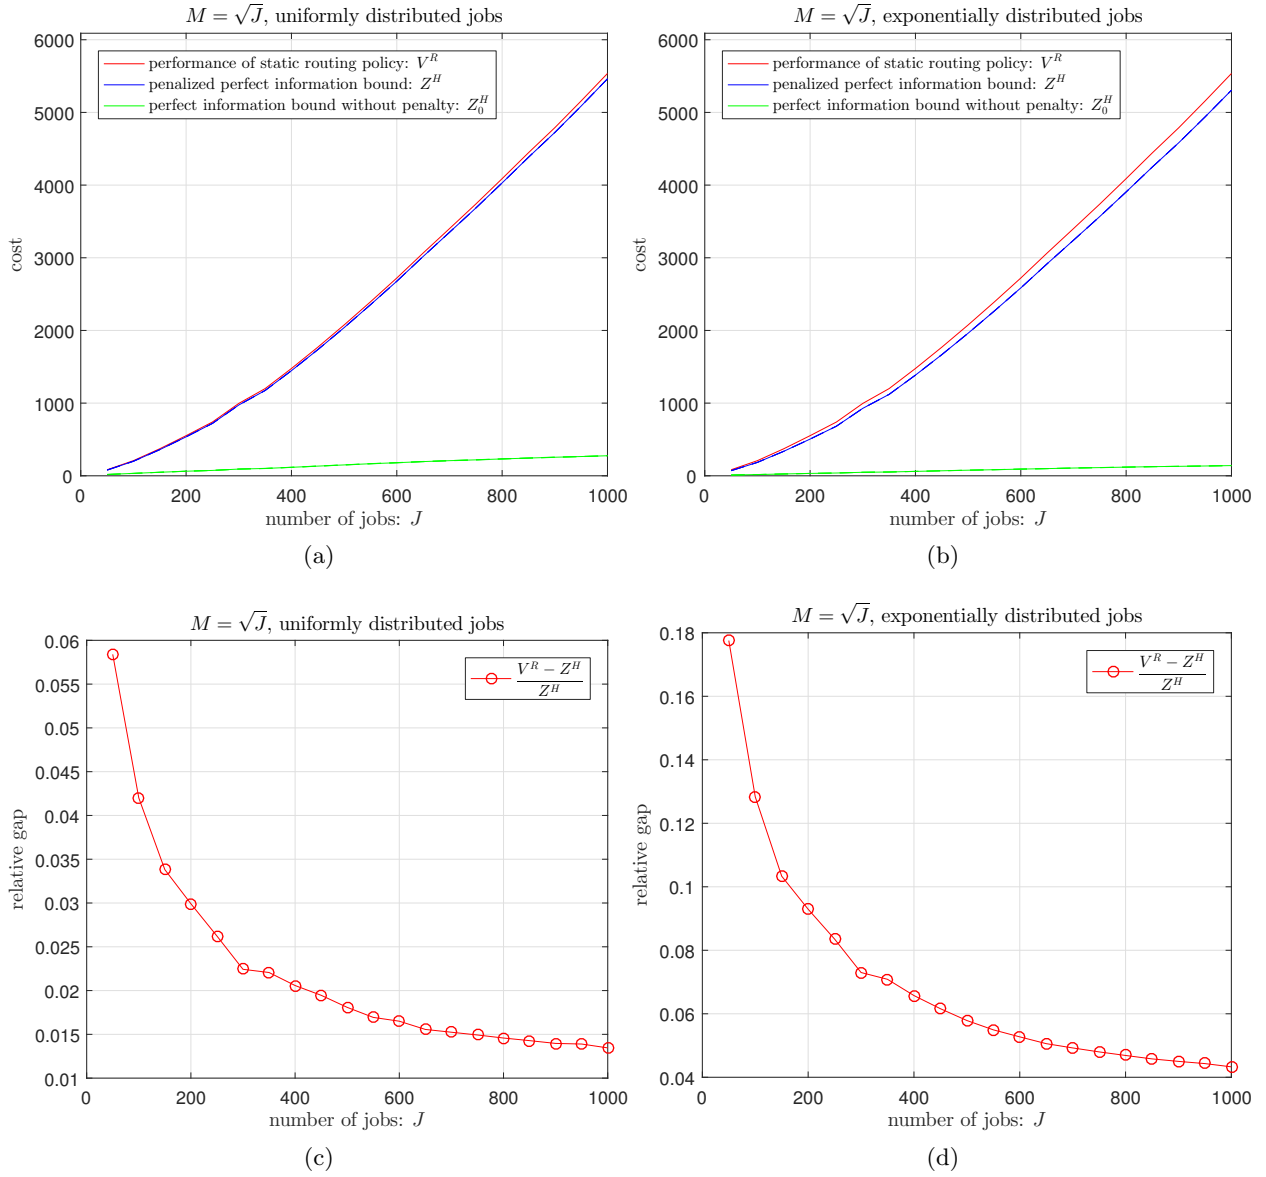 M = √J, uniformly distributed jobs
6000
5000
4000
3000
2000
1000
0
cost
performance of static routing policy: V^R
penalized perfect information bound: Z^H
perfect information bound without penalty: Z_0^H
0 200 400 600 800 1000
number of jobs: J
(a)
M = √J, exponentially distributed jobs
6000
5000
4000
3000
2000
1000
0
cost
performance of static routing policy: V^R
penalized perfect information bound: Z^H
perfect information bound without penalty: Z_0^H
0 200 400 600 800 1000
number of jobs: J
(b)
M = √J, uniformly distributed jobs
0.06
0.055
0.05
0.045
0.04
0.035
0.03
0.025
0.02
0.015
0.01
relative gap
V^R − Z^H
Z^H
0 200 400 600 800 1000
number of jobs: J
(c)
M = √J, exponentially distributed jobs
0.18
0.16
0.14
0.12
0.1
0.08
0.06
0.04
relative gap
V^R − Z^H
Z^H
0 200 400 600 800 1000
number of jobs: J
(d)